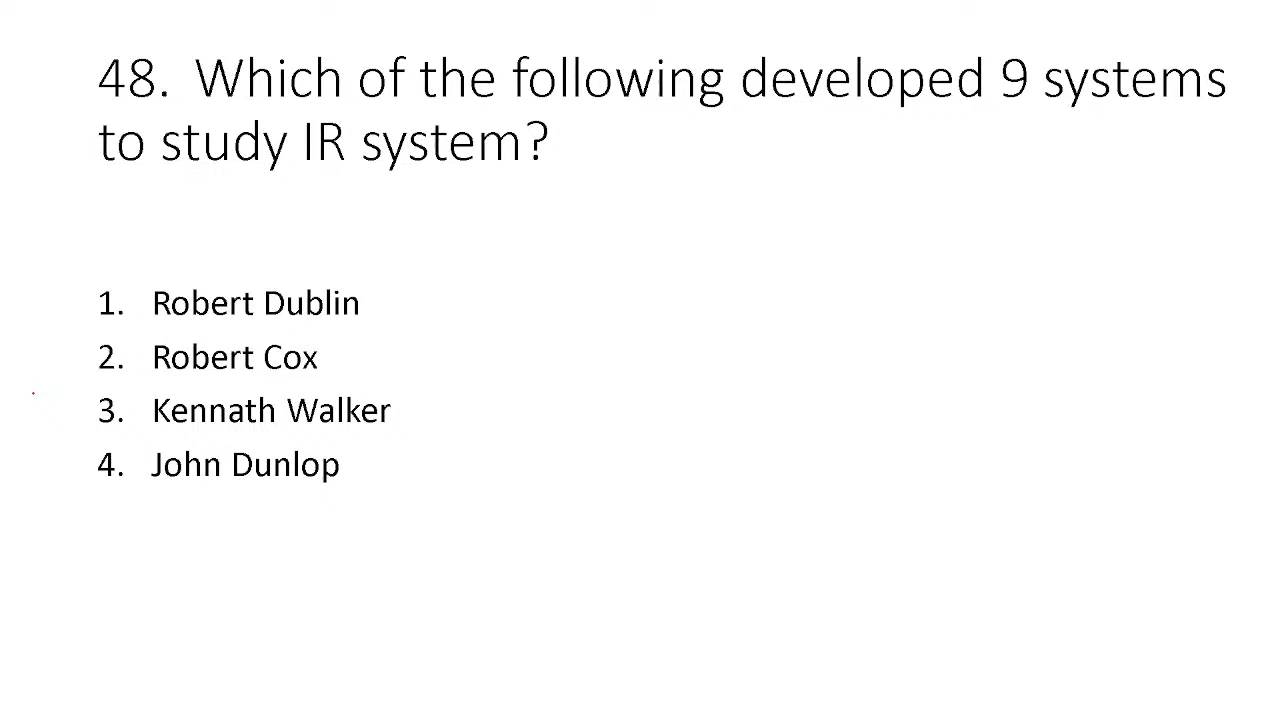 48. Which of the following developed 9 systems
to study IR system?
1. Robert Dublin
2. Robert Cox
3. Kennath Walker
4. John Dunlop